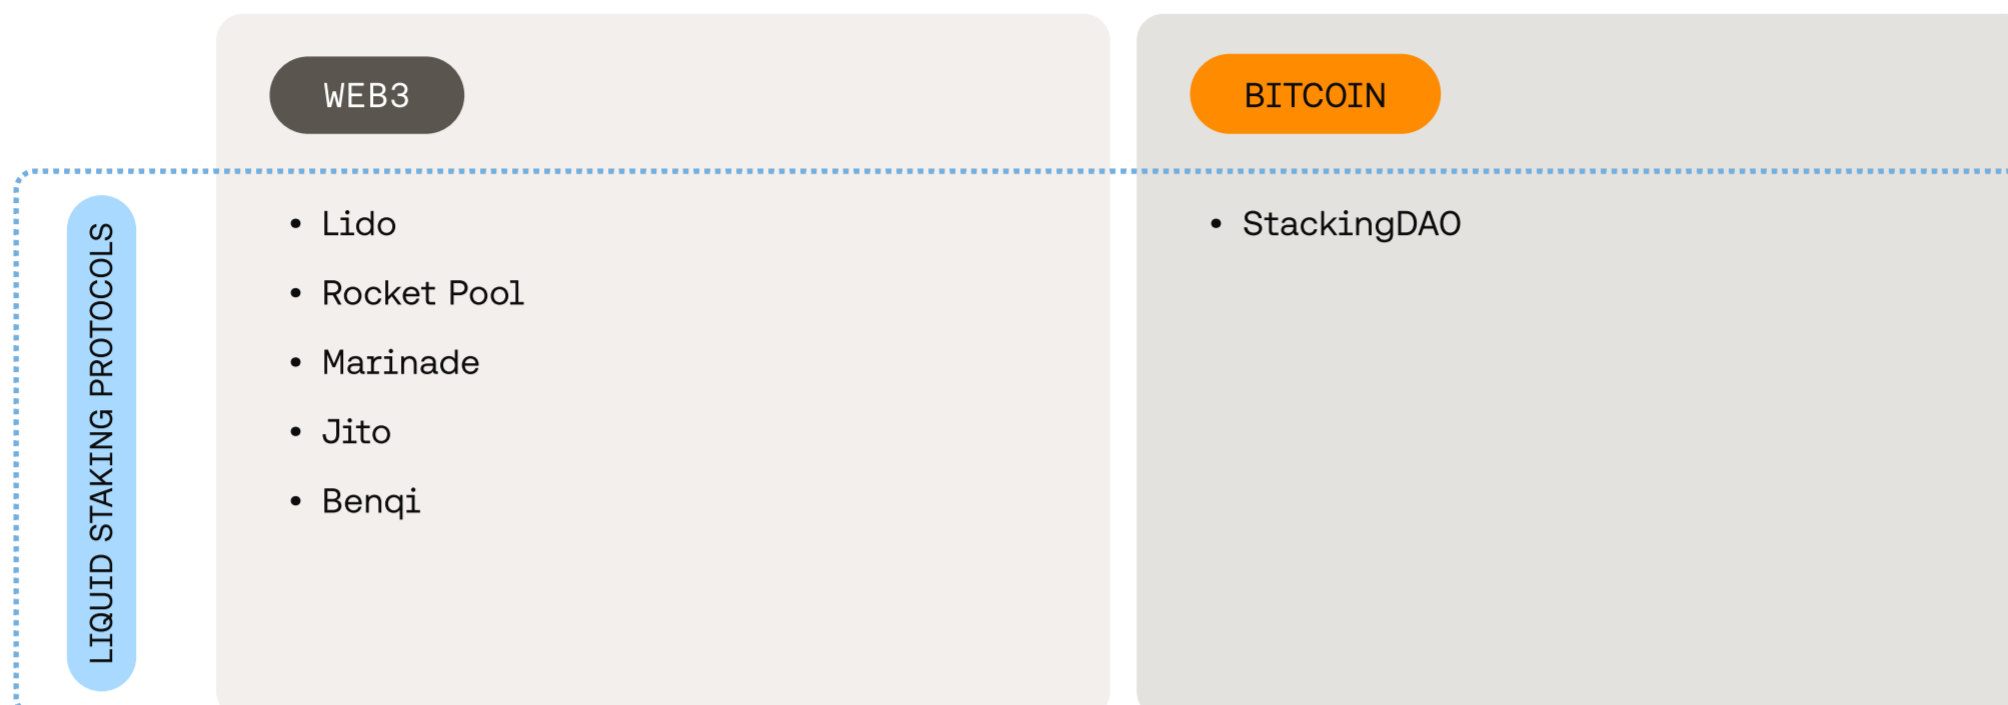 WEB3
BITCOIN
LIQUID STAKING PROTOCOLS
• Lido
• Rocket Pool
• Marinade
• Jito
• Benqi
• StackingDAO